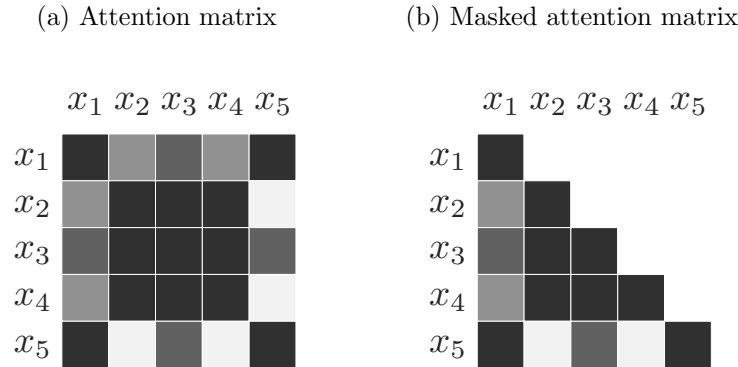 (a) Attention matrix
(b) Masked attention matrix
x₁ x₂ x₃ x₄ x₅
x₁
x₂
x₃
x₄
x₅
x₁ x₂ x₃ x₄ x₅
x₁
x₂
x₃
x₄
x₅